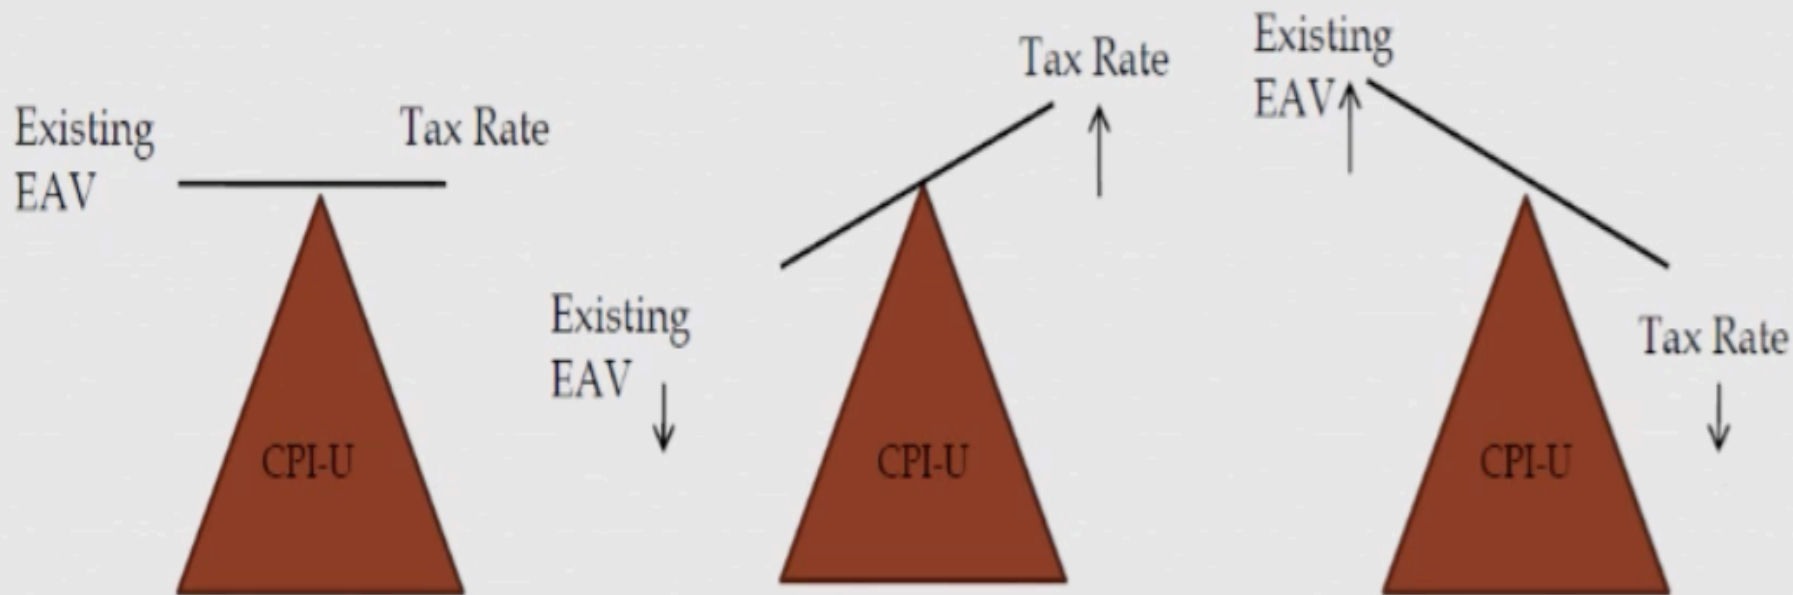 Existing
EAV
Tax Rate
CPI-U
Tax Rate
Existing
EAV
CPI-U
Existing
EAV
Tax Rate
CPI-U